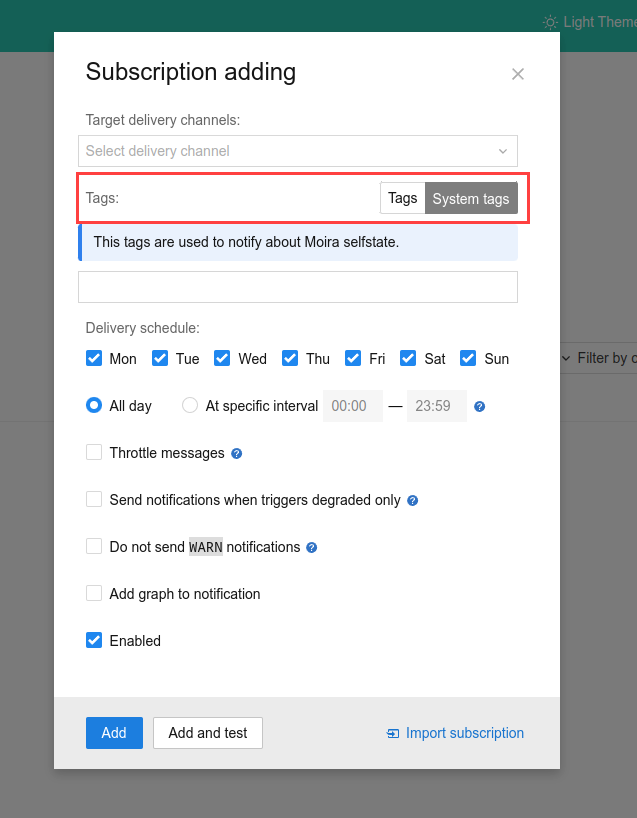 Light Theme
Subscription adding
Target delivery channels:
Select delivery channel
Tags: Tags System tags
This tags are used to notify about Moira selfstate.
Delivery schedule:
Mon Tue Wed Thu Fri Sat Sun
Filter by
All day At specific interval 00:00 — 23:59 ?
Throttle messages ?
Send notifications when triggers degraded only ?
Do not send WARN notifications ?
Add graph to notification
Enabled
Add Add and test Import subscription